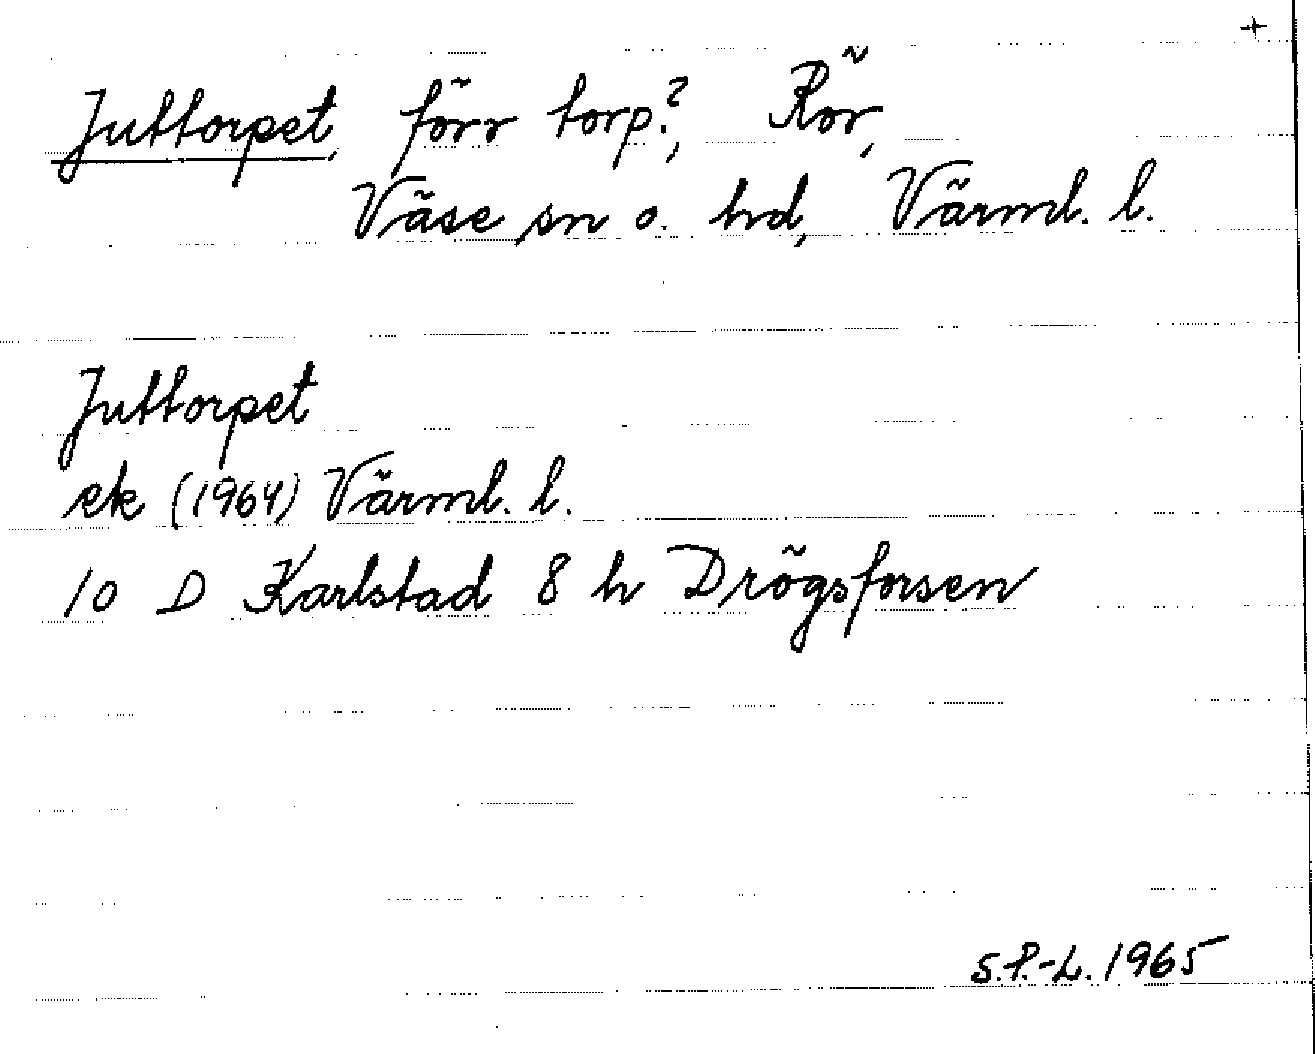 +
Juttorpet, förr torp?, Rör,
Väse sn o. hd, Värml. l.
Juttorpet
ek (1964) Värml. l.
10 D Karlstad 8 h Drögsforsen
S.P.-L. 1965